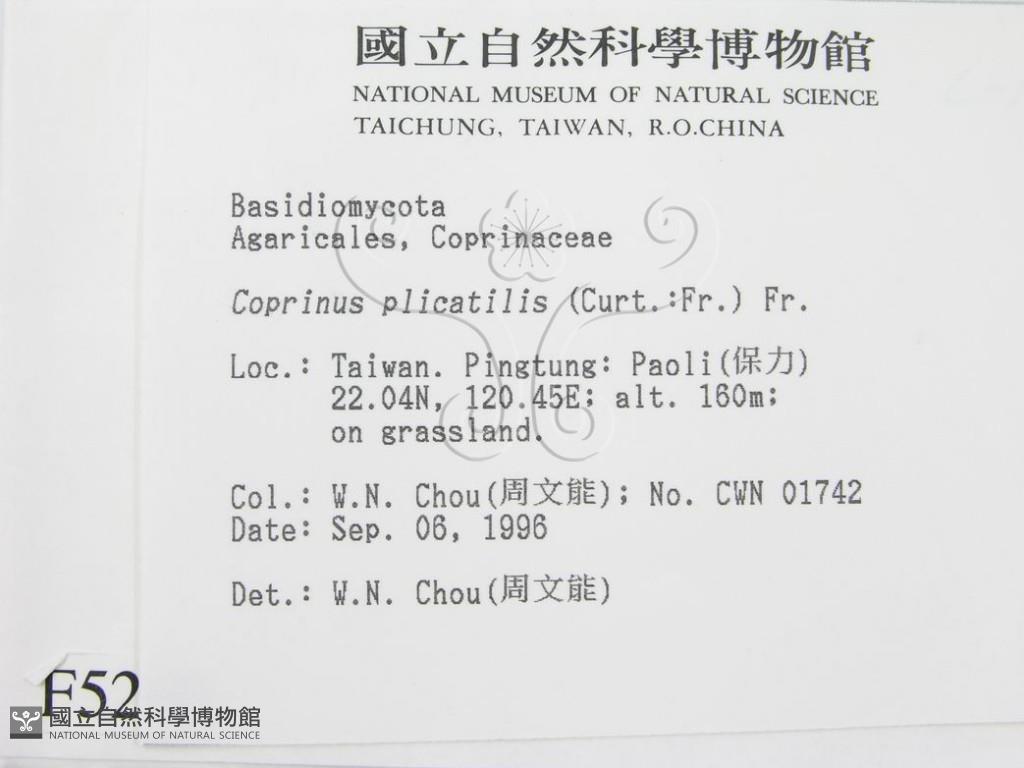 國立自然科學博物館
NATIONAL MUSEUM OF NATURAL SCIENCE
TAICHUNG, TAIWAN, R.O.CHINA
Basidiomycota
Agaricales, Coprinaceae
Coprinus plicatilis (Curt.:Fr.) Fr.
Loc.: Taiwan. Pingtung: Paoli(保力)
22.04N, 120.45E; alt. 160m;
on grassland.
Col.: W.N. Chou(周文能); No. CWN 01742
Date: Sep. 06, 1996
Det.: W.N. Chou(周文能)
F52
國立自然科學博物館
NATIONAL MUSEUM OF NATURAL SCIENCE